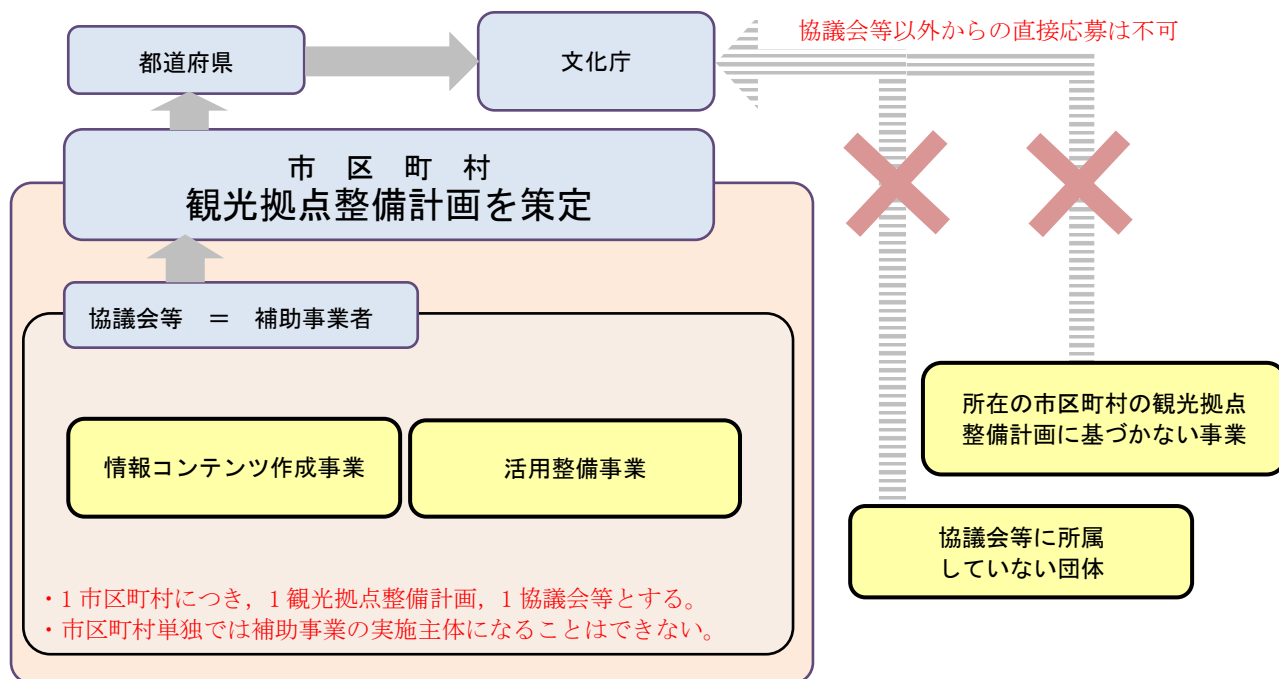 協議会等以外からの直接応募は不可
都道府県
文化庁
市　区　町　村
観光拠点整備計画を策定
協議会等　＝　補助事業者
情報コンテンツ作成事業
活用整備事業
所在の市区町村の観光拠点
整備計画に基づかない事業
協議会等に所属
していない団体
・1 市区町村につき，1 観光拠点整備計画，1 協議会等とする。
・市区町村単独では補助事業の実施主体になることはできない。